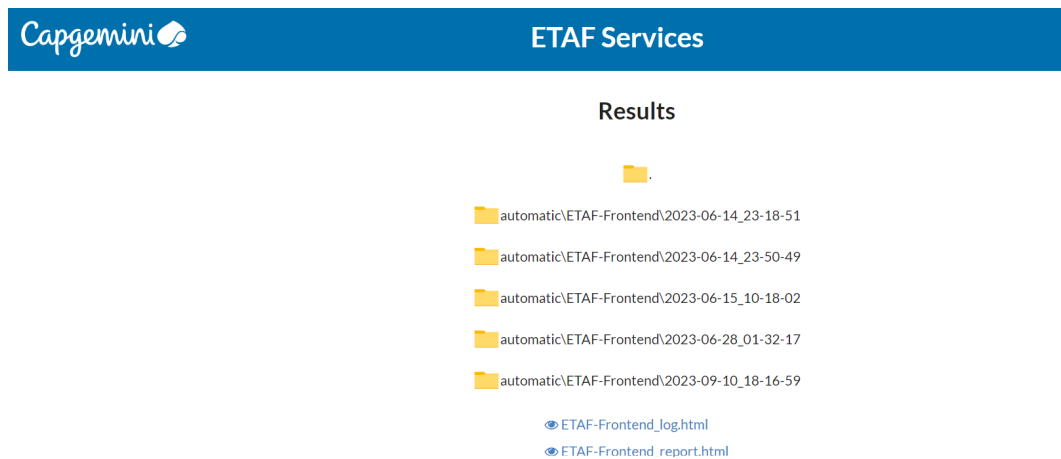 Capgemini
ETAF Services
Results
.
automatic\ETAF-Frontend\2023-06-14_23-18-51
automatic\ETAF-Frontend\2023-06-14_23-50-49
automatic\ETAF-Frontend\2023-06-15_10-18-02
automatic\ETAF-Frontend\2023-06-28_01-32-17
automatic\ETAF-Frontend\2023-09-10_18-16-59
ETAF-Frontend_log.html
ETAF-Frontend_report.html